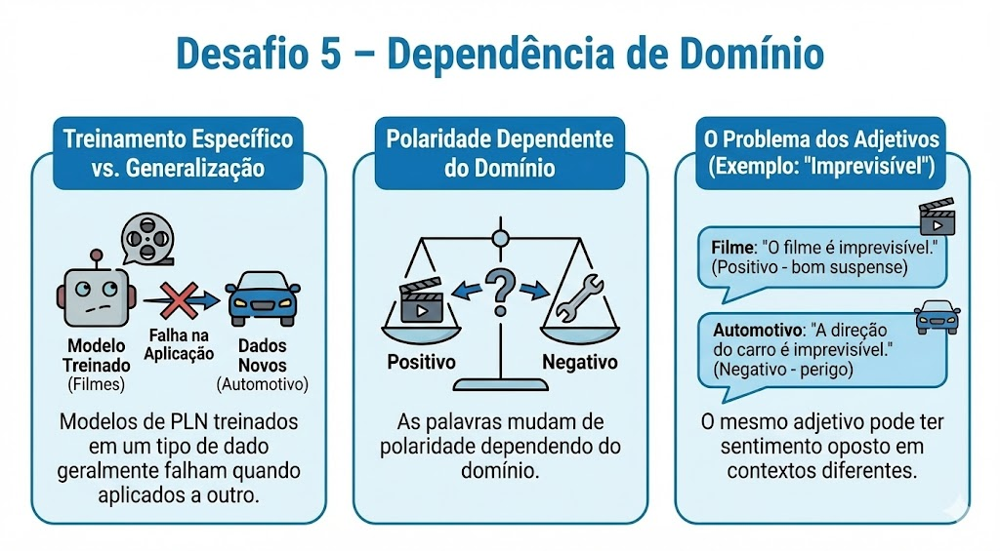 Desafio 5 – Dependência de Domínio
Treinamento Específico
vs. Generalização
Falha na
Aplicação
Modelo
Treinado
(Filmes)
Dados
Novos
(Automotivo)
Modelos de PLN treinados
em um tipo de dado
geralmente falham quando
aplicados a outro.
Polaridade Dependente
do Domínio
?
Positivo
Negativo
As palavras mudam de
polaridade dependendo do
domínio.
O Problema dos Adjetivos
(Exemplo: "Imprevisível")
Filme: "O filme é imprevisível."
(Positivo - bom suspense)
Automotivo: "A direção
do carro é imprevisível."
(Negativo - perigo)
O mesmo adjetivo pode ter
sentimento oposto em
contextos diferentes.